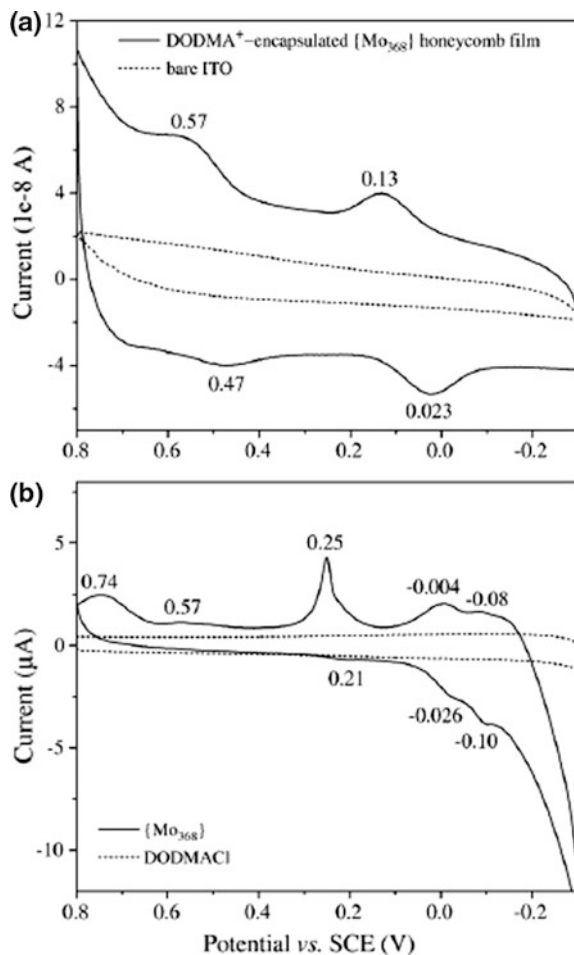 (a)
DODMA⁺-encapsulated {Mo₃₆₈} honeycomb film
bare ITO
12
8
4
0
-4
Current (1e-8 A)
0.57
0.13
0.47
0.023
0.8 0.6 0.4 0.2 0.0 -0.2
(b)
5
0
-5
-10
Current (μA)
0.74
0.57
0.25
-0.004
-0.08
0.21
-0.026
-0.10
{Mo₃₆₈}
DODMACl
0.8 0.6 0.4 0.2 0.0 -0.2
Potential vs. SCE (V)